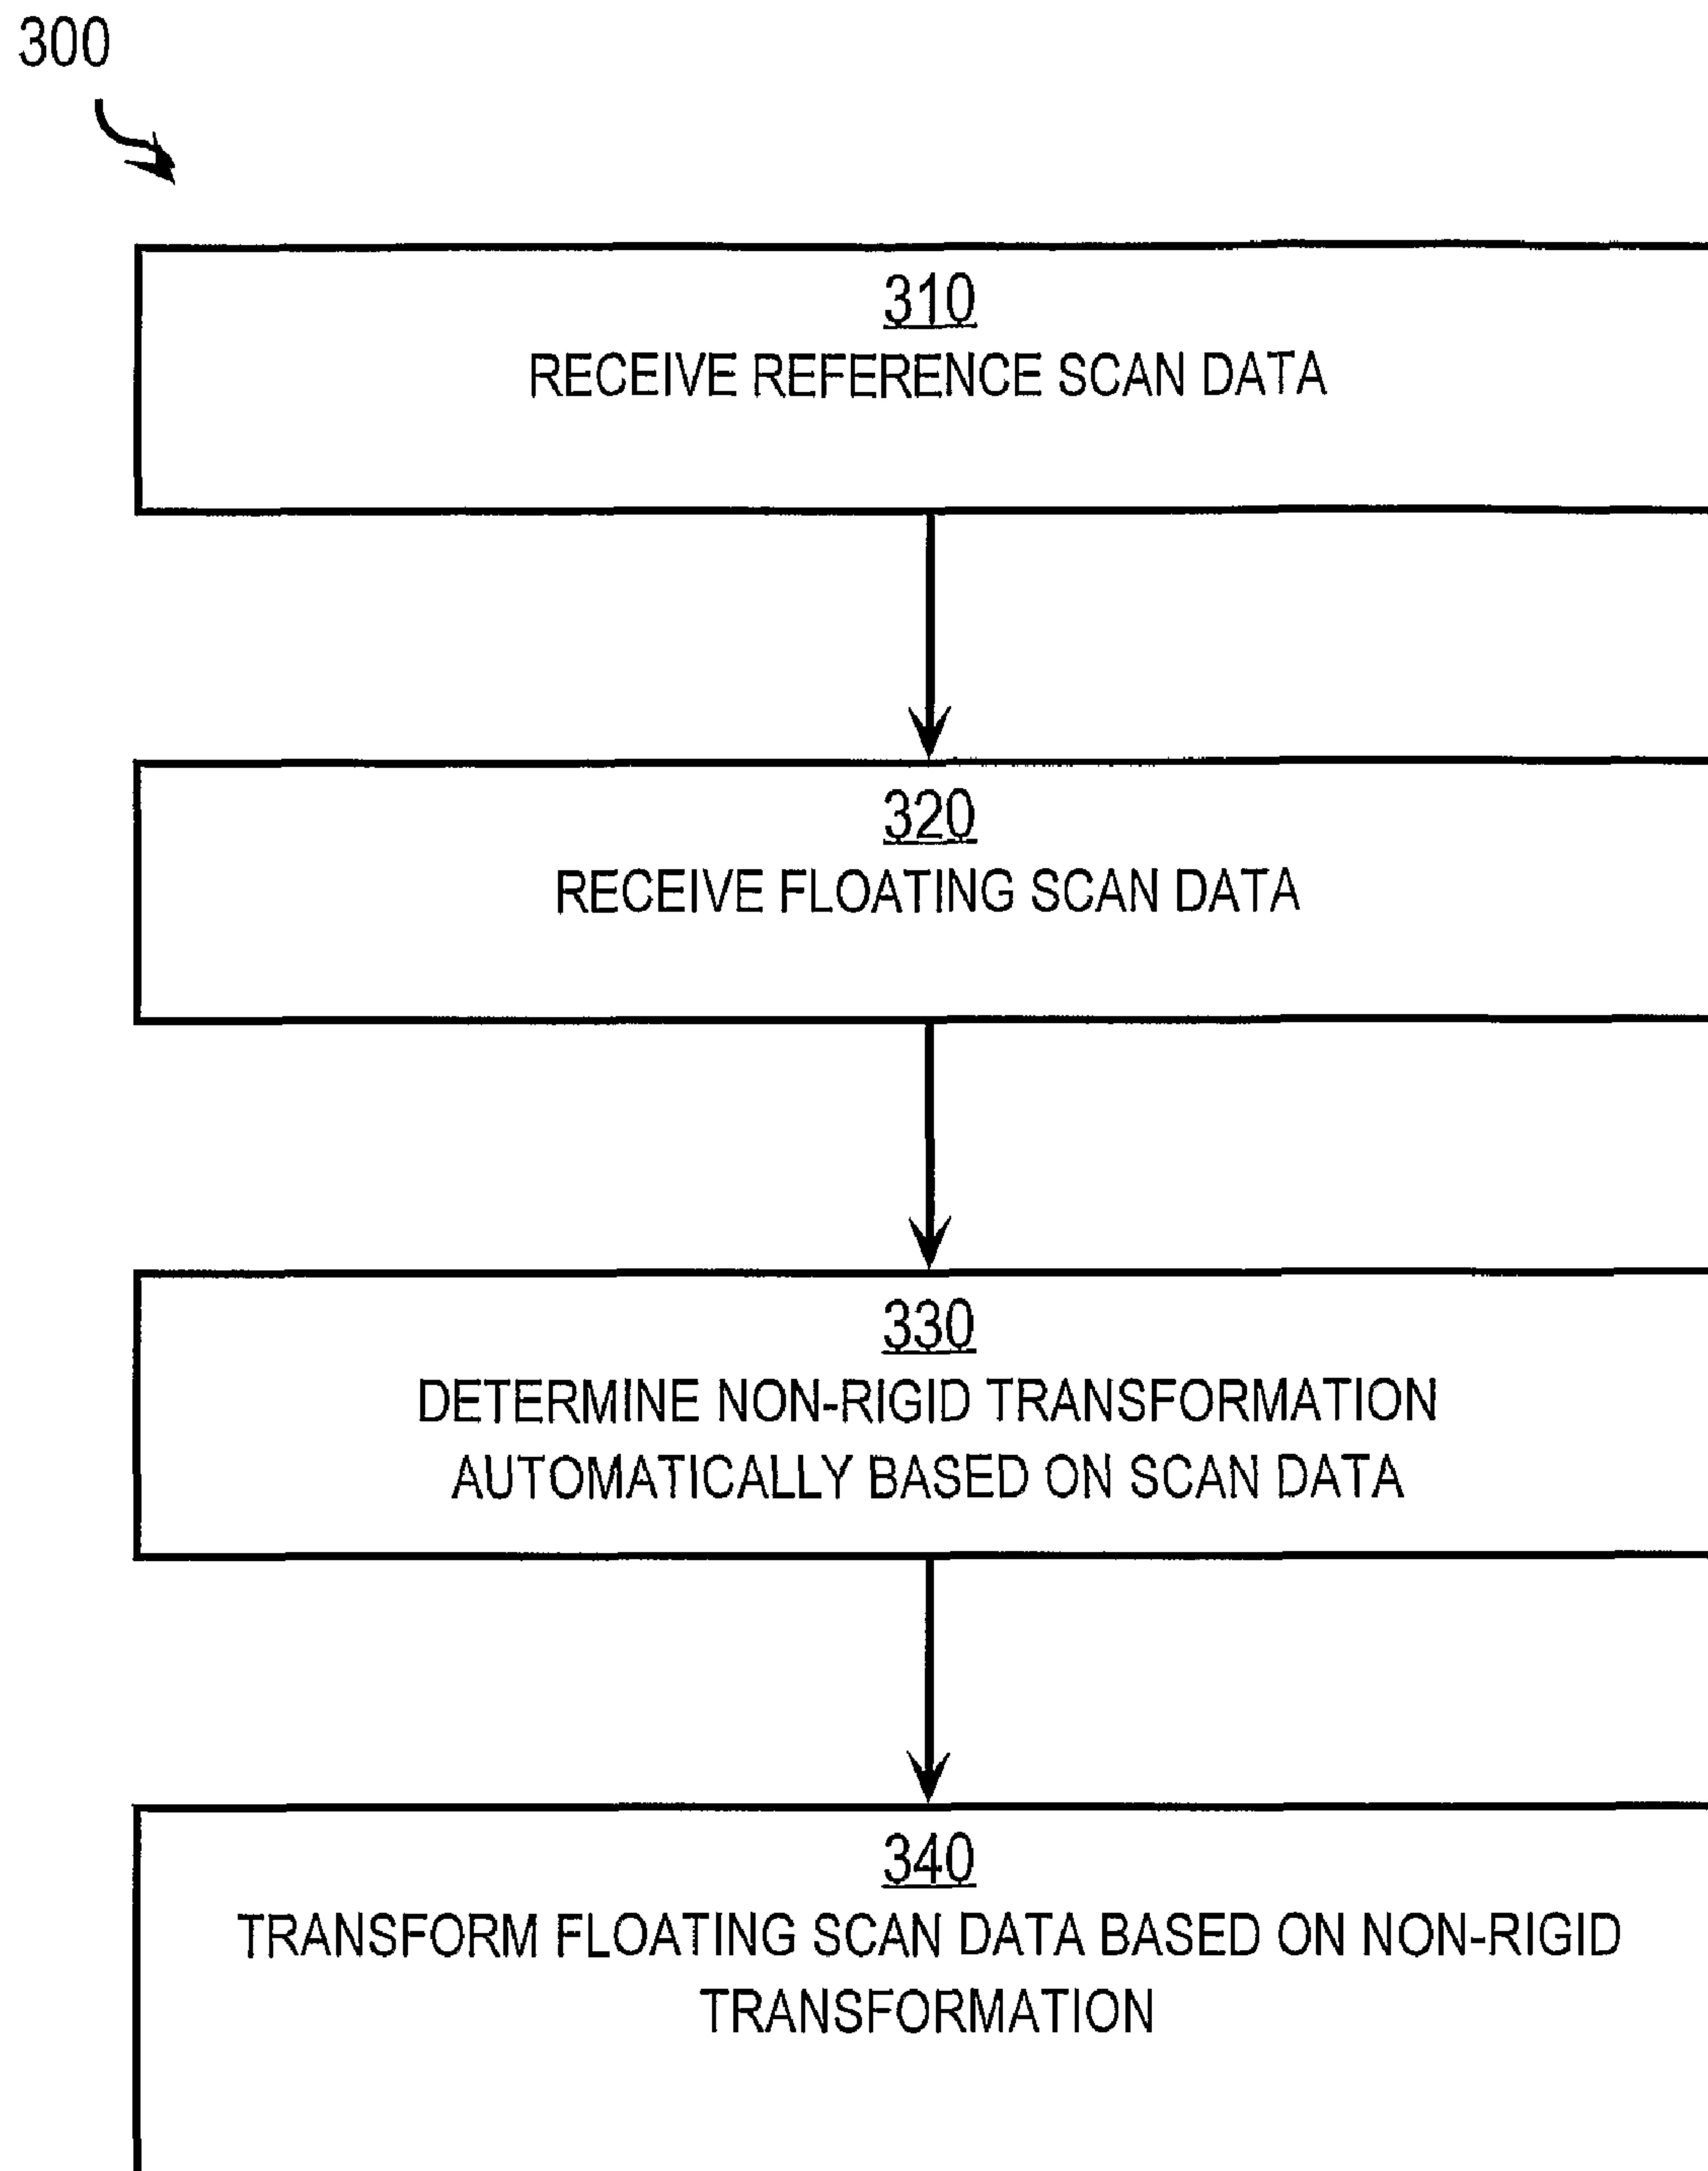 300
310
RECEIVE REFERENCE SCAN DATA
320
RECEIVE FLOATING SCAN DATA
330
DETERMINE NON-RIGID TRANSFORMATION
AUTOMATICALLY BASED ON SCAN DATA
340
TRANSFORM FLOATING SCAN DATA BASED ON NON-RIGID
TRANSFORMATION